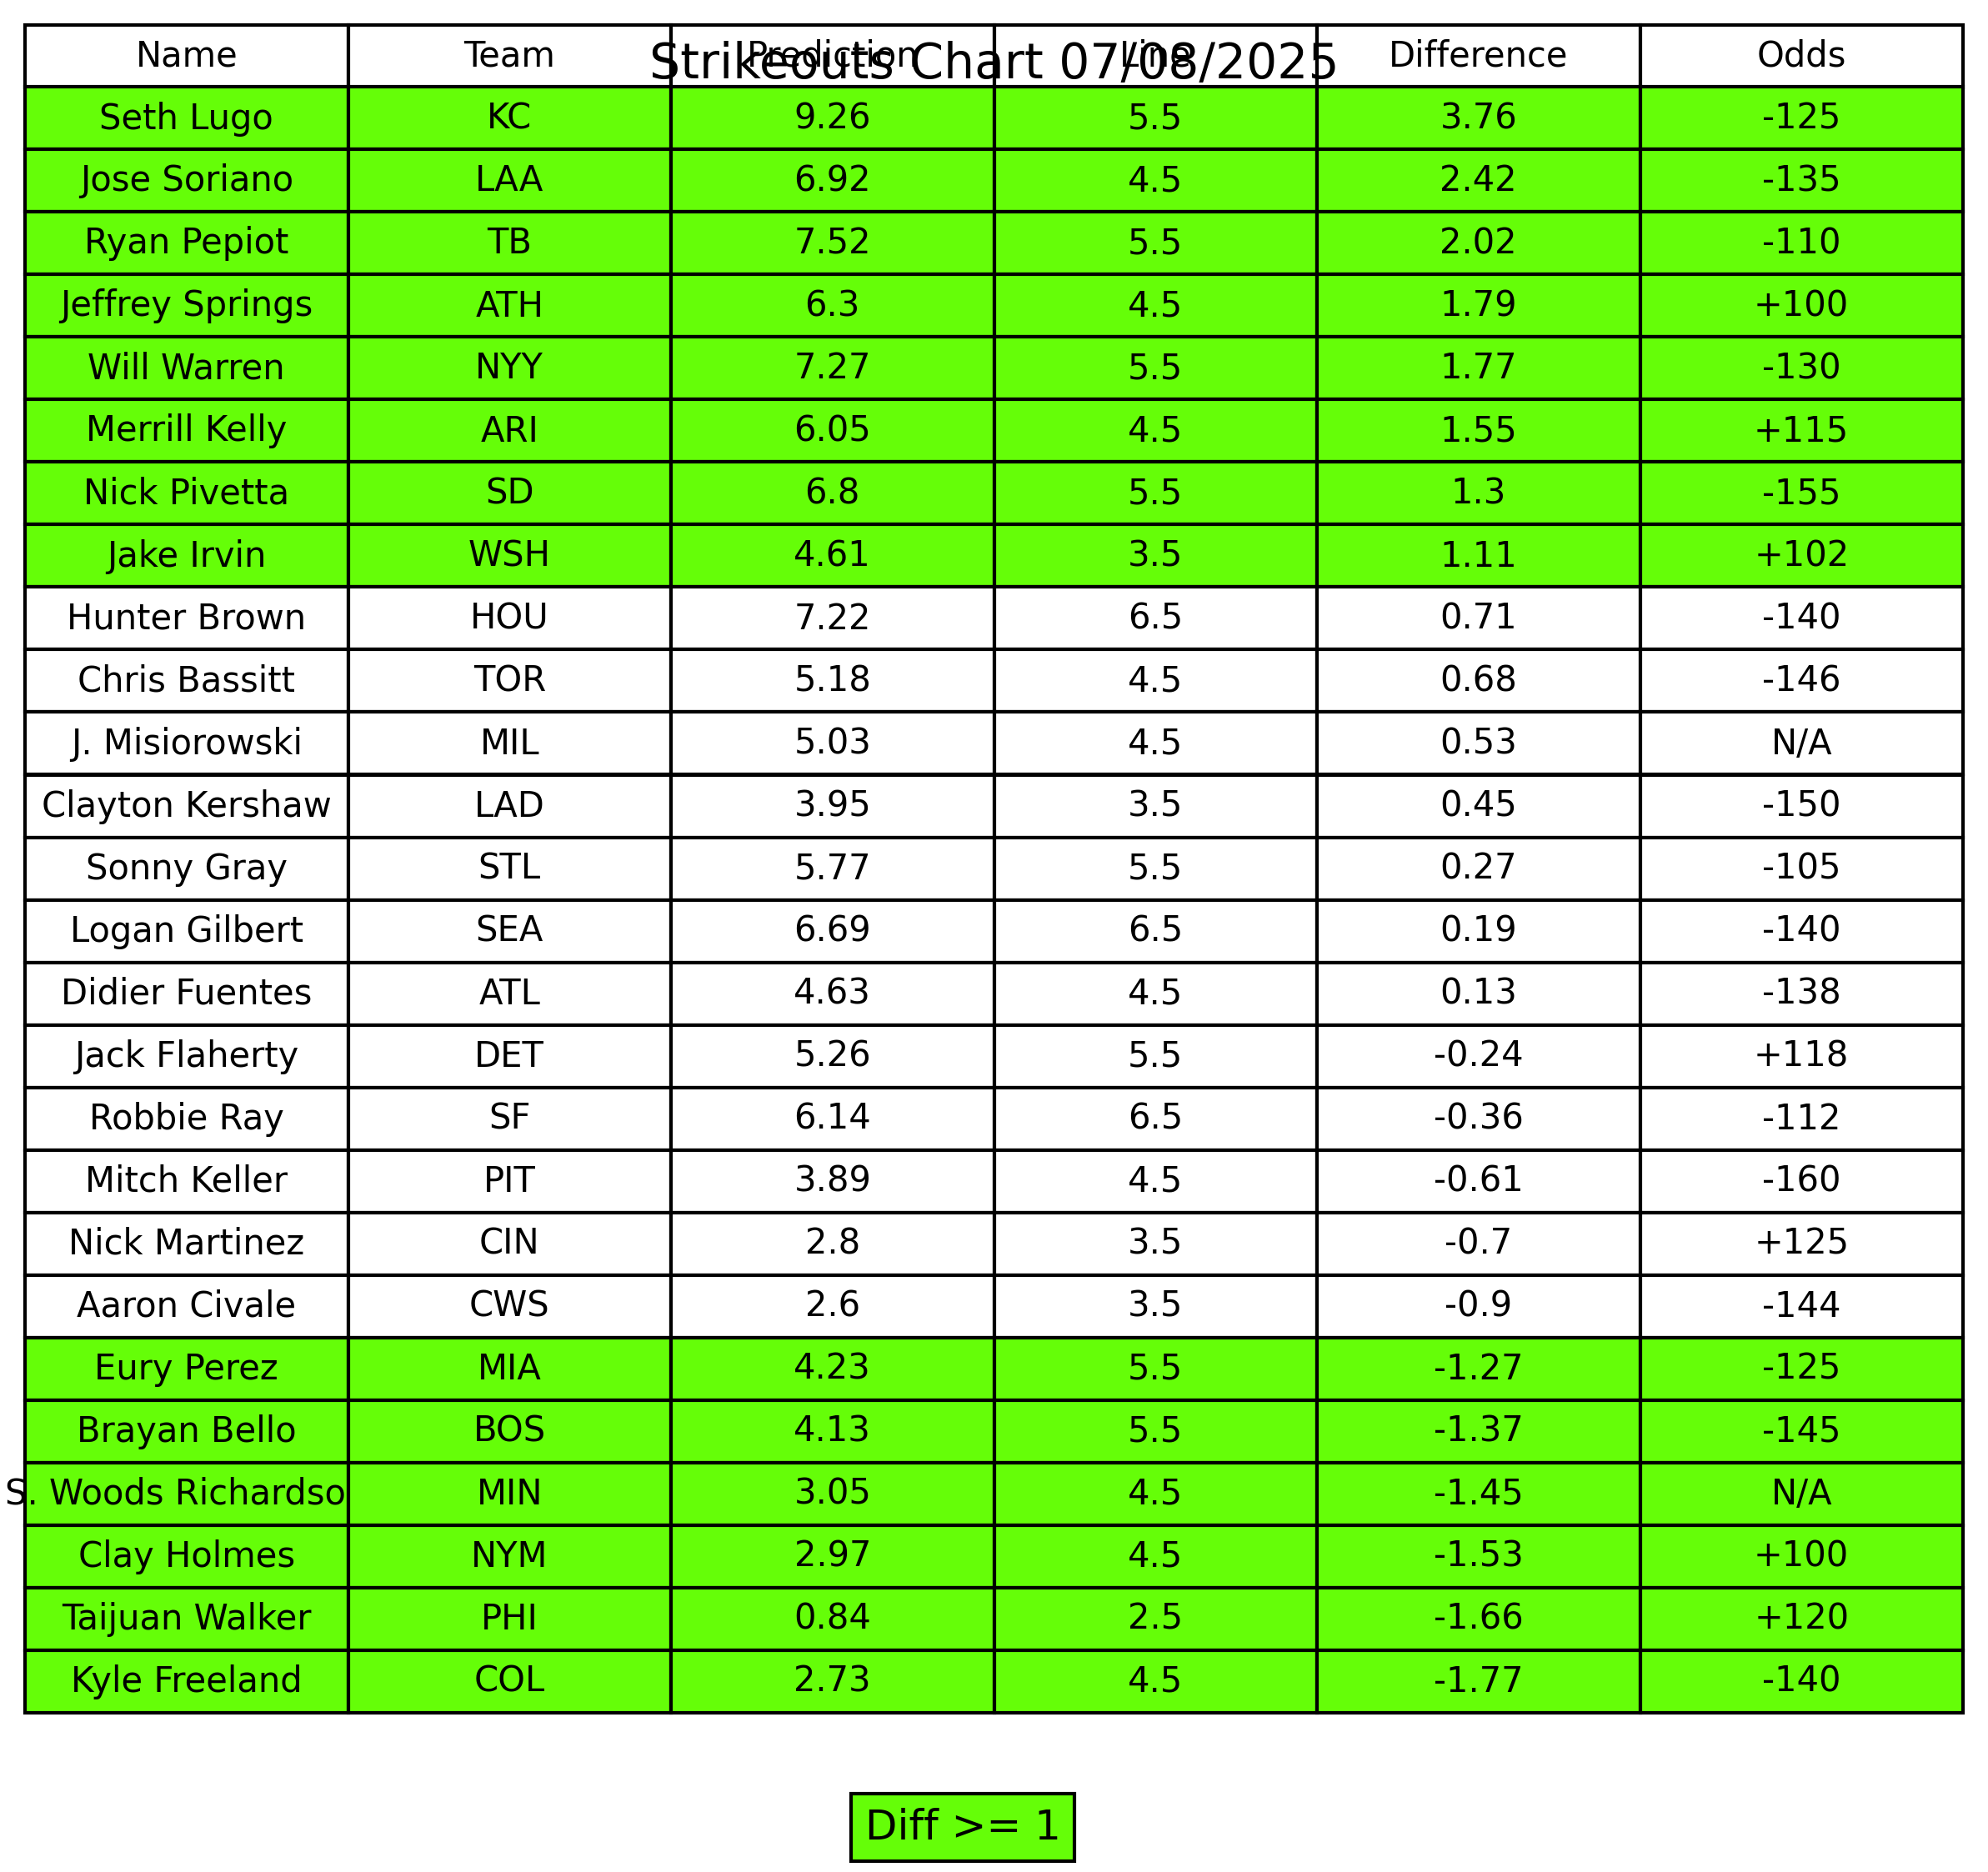 Strikeouts Chart 07/08/2025
Name Team Prediction Line Difference Odds
Seth Lugo KC 9.26 5.5 3.76 -125
Jose Soriano LAA 6.92 4.5 2.42 -135
Ryan Pepiot TB 7.52 5.5 2.02 -110
Jeffrey Springs ATH 6.3 4.5 1.79 +100
Will Warren NYY 7.27 5.5 1.77 -130
Merrill Kelly ARI 6.05 4.5 1.55 +115
Nick Pivetta SD 6.8 5.5 1.3 -155
Jake Irvin WSH 4.61 3.5 1.11 +102
Hunter Brown HOU 7.22 6.5 0.71 -140
Chris Bassitt TOR 5.18 4.5 0.68 -146
J. Misiorowski MIL 5.03 4.5 0.53 N/A
Clayton Kershaw LAD 3.95 3.5 0.45 -150
Sonny Gray STL 5.77 5.5 0.27 -105
Logan Gilbert SEA 6.69 6.5 0.19 -140
Didier Fuentes ATL 4.63 4.5 0.13 -138
Jack Flaherty DET 5.26 5.5 -0.24 +118
Robbie Ray SF 6.14 6.5 -0.36 -112
Mitch Keller PIT 3.89 4.5 -0.61 -160
Nick Martinez CIN 2.8 3.5 -0.7 +125
Aaron Civale CWS 2.6 3.5 -0.9 -144
Eury Perez MIA 4.23 5.5 -1.27 -125
Brayan Bello BOS 4.13 5.5 -1.37 -145
S. Woods Richardso MIN 3.05 4.5 -1.45 N/A
Clay Holmes NYM 2.97 4.5 -1.53 +100
Taijuan Walker PHI 0.84 2.5 -1.66 +120
Kyle Freeland COL 2.73 4.5 -1.77 -140
Diff >= 1